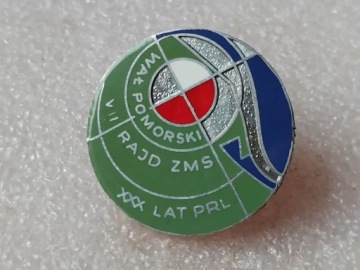 WAŁ POMORSKI
VII RAJD ZMS
XXX LAT PRL